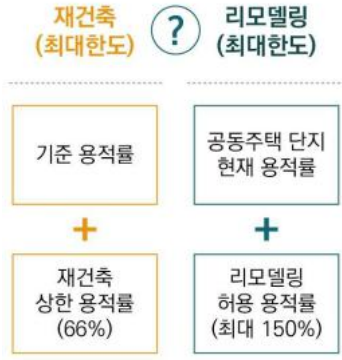 재건축
(최대한도)
?
리모델링
(최대한도)
기준 용적률
공동주택 단지
현재 용적률
+
+
재건축
상한 용적률
(66%)
리모델링
허용 용적률
(최대 150%)